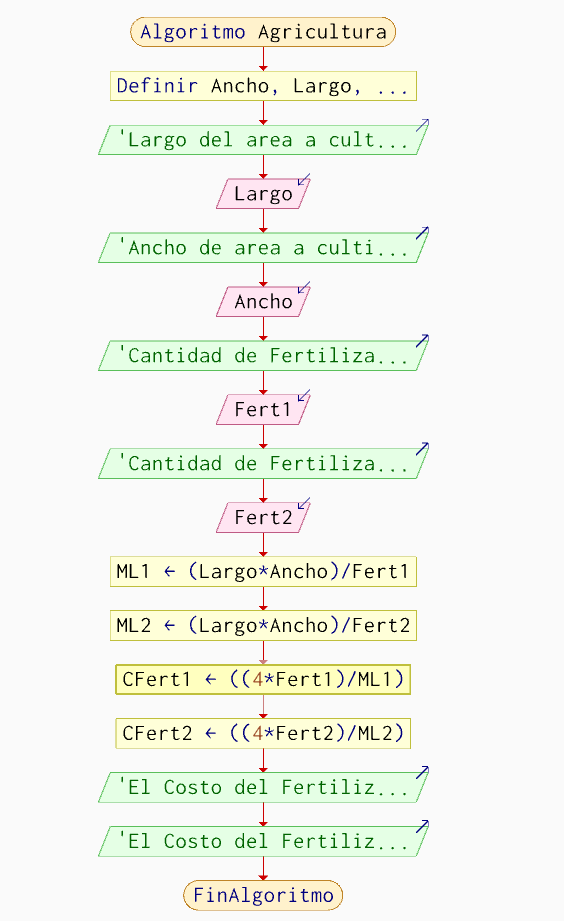 Algoritmo Agricultura
Definir Ancho, Largo, ...
'Largo del area a cult...
Largo
'Ancho de area a culti...
Ancho
'Cantidad de Fertiliza...
Fert1
'Cantidad de Fertiliza...
Fert2
ML1 ← (Largo*Ancho)/Fert1
ML2 ← (Largo*Ancho)/Fert2
CFert1 ← ((4*Fert1)/ML1)
CFert2 ← ((4*Fert2)/ML2)
'El Costo del Fertiliz...
'El Costo del Fertiliz...
FinAlgoritmo